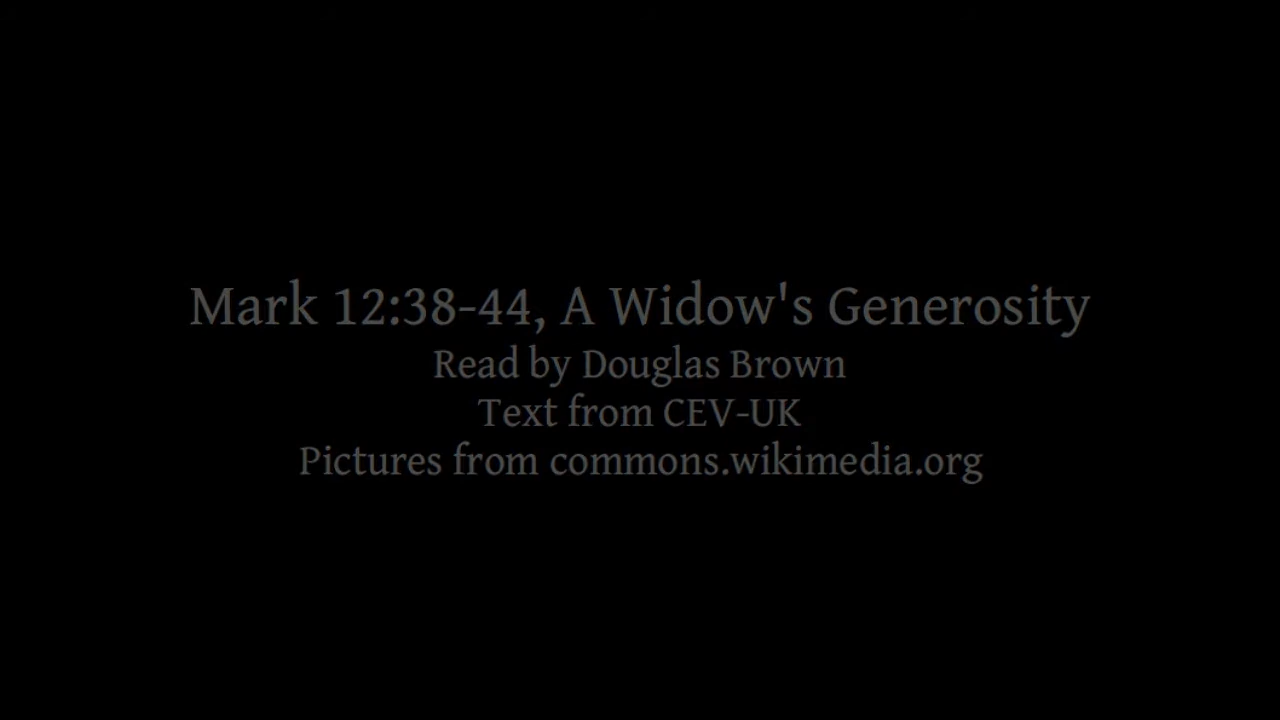 Mark 12:38-44, A Widow's Generosity
Read by Douglas Brown
Text from CEV-UK
Pictures from commons.wikimedia.org